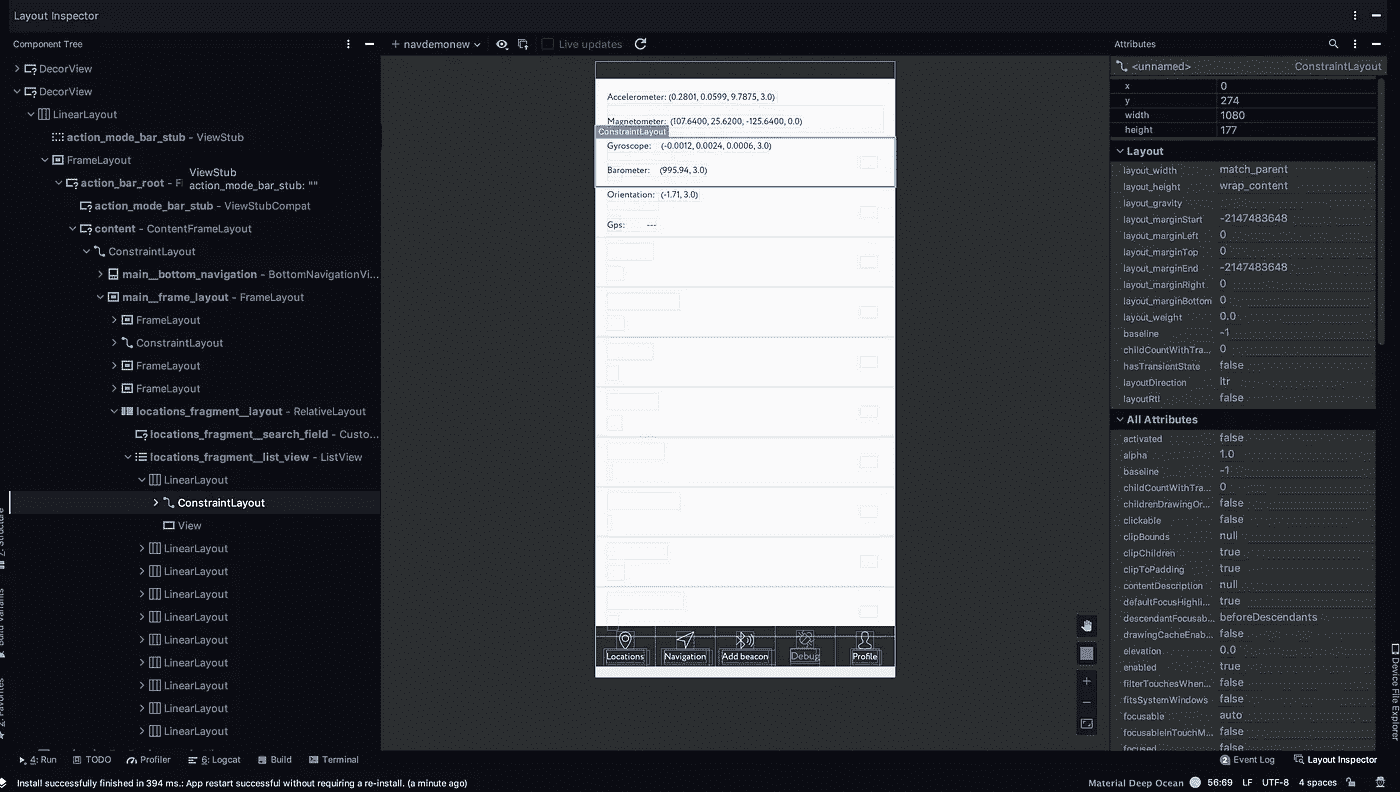 Layout Inspector
Component Tree
navdemonew
Live updates
Attributes
DecorView
DecorView
LinearLayout
action_mode_bar_stub - ViewStub
FrameLayout
action_bar_root - F
ViewStub
action_mode_bar_stub: ""
action_mode_bar_stub - ViewStubCompat
content - ContentFrameLayout
ConstraintLayout
main__bottom_navigation - BottomNavigationVi...
main__frame_layout - FrameLayout
FrameLayout
ConstraintLayout
FrameLayout
FrameLayout
locations_fragment__layout - RelativeLayout
locations_fragment__search_field - Custo...
locations_fragment__list_view - ListView
LinearLayout
ConstraintLayout
View
LinearLayout
LinearLayout
LinearLayout
LinearLayout
LinearLayout
LinearLayout
LinearLayout
LinearLayout
LinearLayout
Accelerometer: (0.2801, 0.0599, 9.7875, 3.0)
Magnetometer: (107.6400, 25.6200, -125.6400, 0.0)
ConstraintLayout
Gyroscope: (-0.0012, 0.0024, 0.0006, 3.0)
Barometer: (995.94, 3.0)
Orientation: (-1.71, 3.0)
Gps: ---
Locations Navigation Add beacon Debug Profile
<unnamed> ConstraintLayout
x 0
y 274
width 1080
height 177
Layout
layout_width match_parent
layout_height wrap_content
layout_gravity
layout_marginStart -2147483648
layout_marginLeft 0
layout_marginTop 0
layout_marginEnd -2147483648
layout_marginRight 0
layout_marginBottom 0
layout_weight 0.0
baseline -1
childCountWithTra... 0
hasTransientState false
layoutDirection ltr
layoutRtl false
All Attributes
activated false
alpha 1.0
baseline -1
childCountWithTra... 0
childrenDrawingOr... false
clickable false
clipBounds null
clipChildren true
clipToPadding true
contentDescription null
defaultFocusHighli... true
descendantFocusab... beforeDescendants
drawingCacheEnab... false
elevation 0.0
enabled true
filterTouchesWhen... false
fitsSystemWindows false
focusable auto
focusableInTouchM... false
focused false
Z: Structure
Build Variants
2: Favorites
Device File Explorer
4: Run TODO Profiler 6: Logcat Build Terminal
2 Event Log Layout Inspector
Install successfully finished in 394 ms.: App restart successful without requiring a re-install. (a minute ago)
Material Deep Ocean 56:69 LF UTF-8 4 spaces